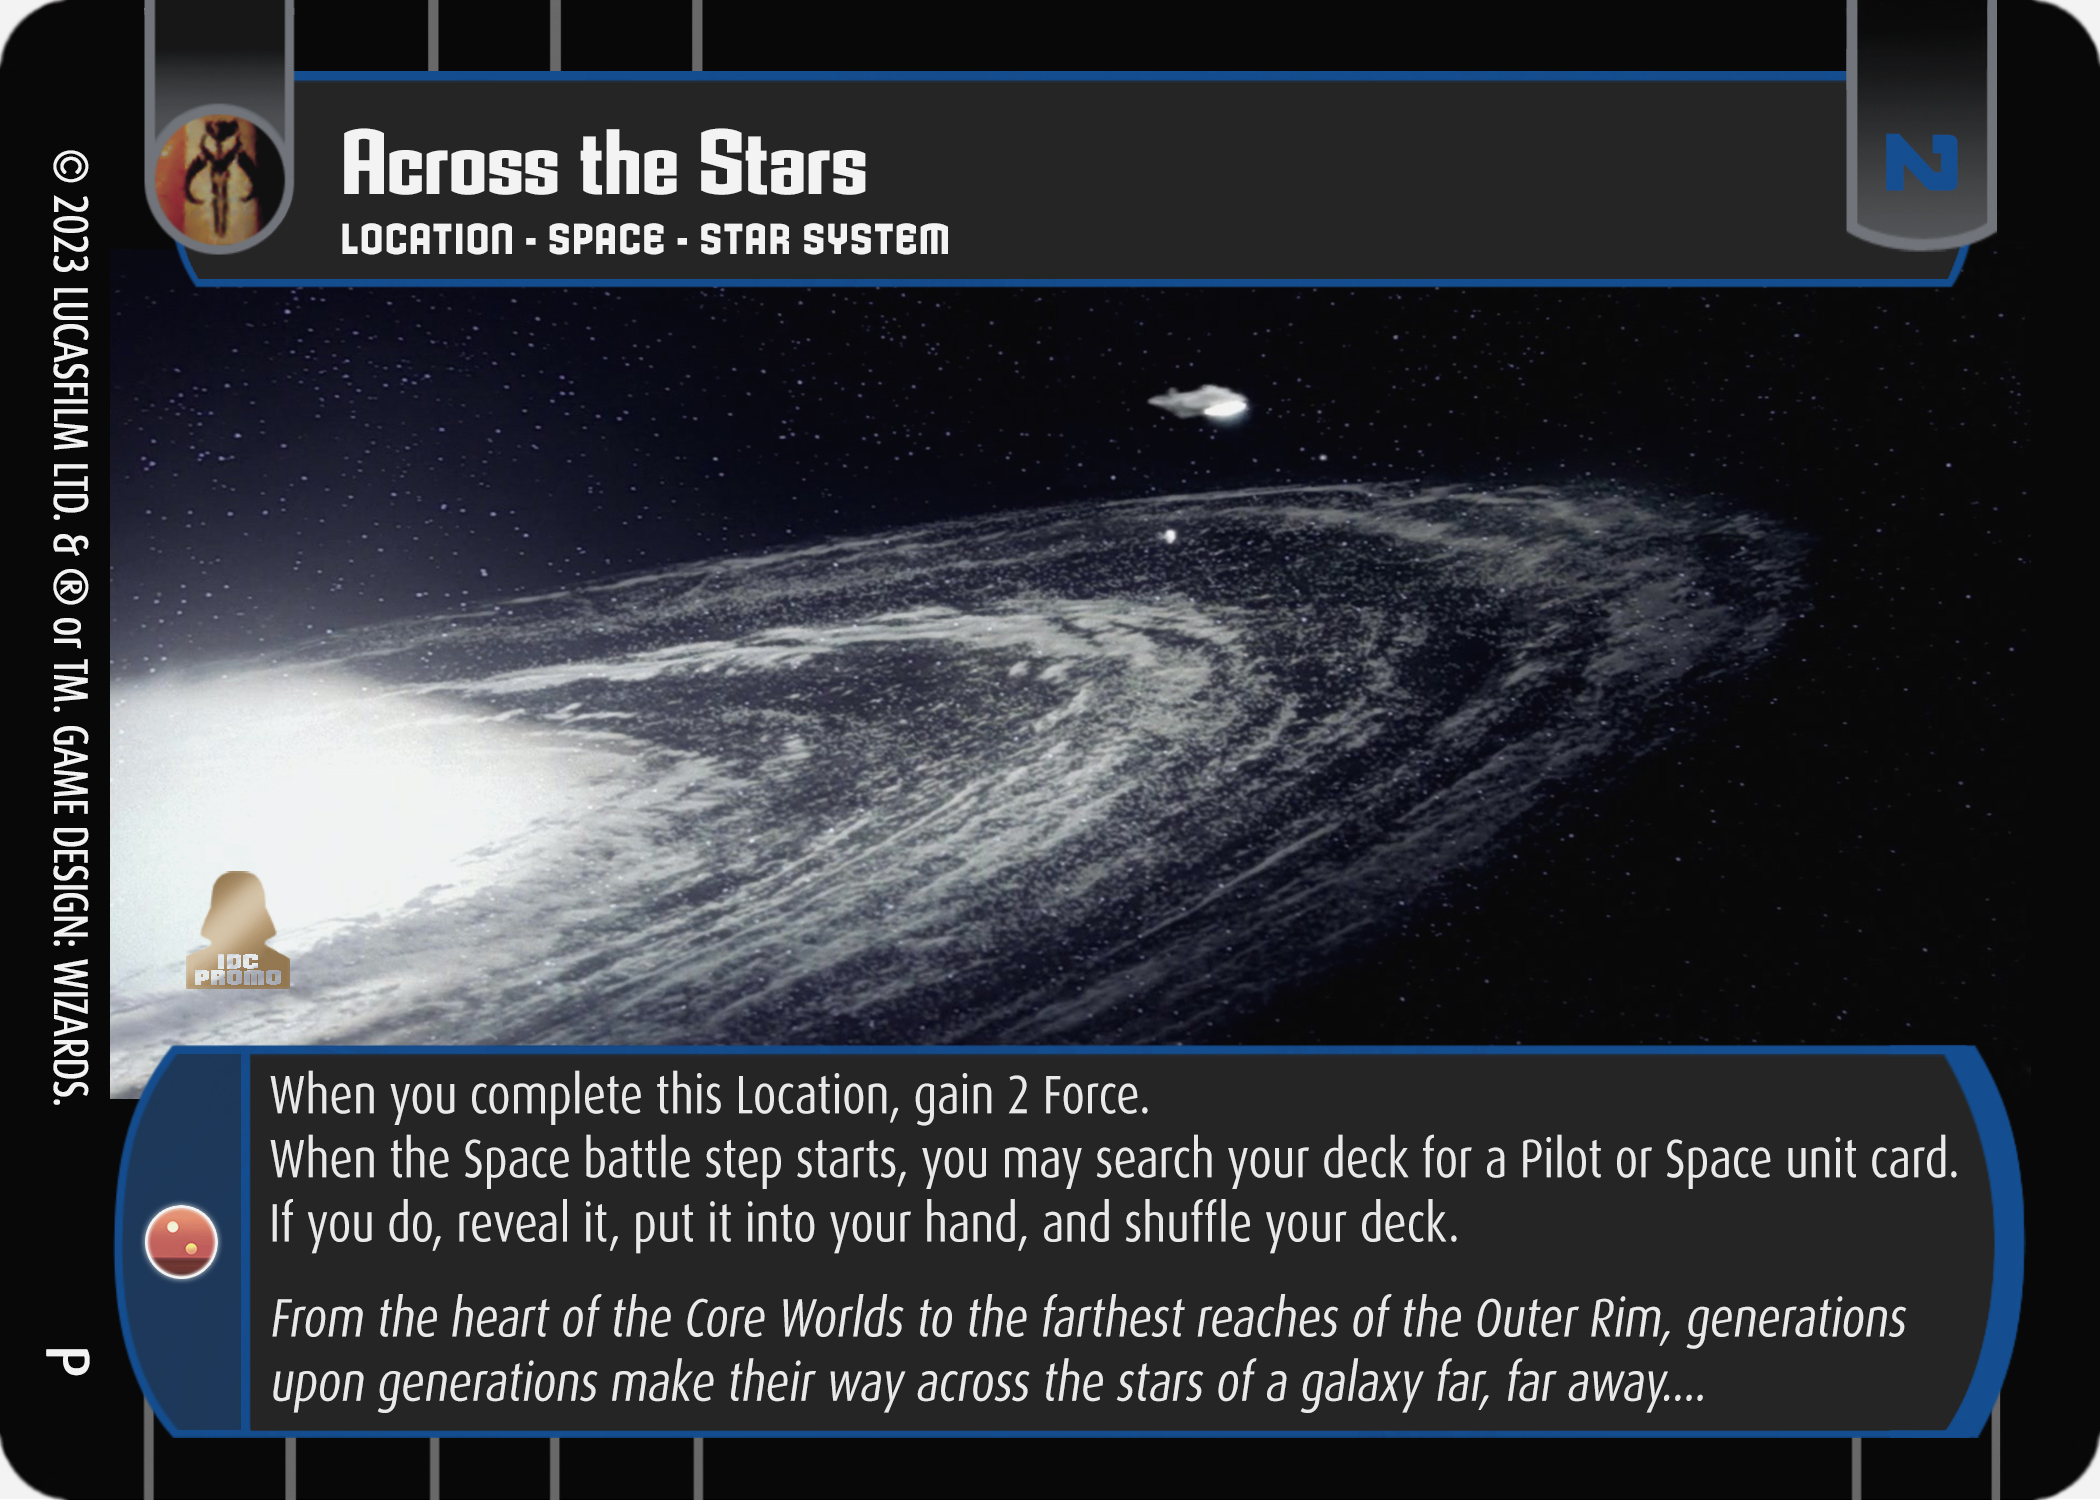 Across the Stars
LOCATION - SPACE - STAR SYSTEM
2
© 2023 LUCASFILM LTD. & ® or TM. GAME DESIGN: WIZARDS.
IDC
PROMO
When you complete this Location, gain 2 Force.
When the Space battle step starts, you may search your deck for a Pilot or Space unit card.
If you do, reveal it, put it into your hand, and shuffle your deck.
From the heart of the Core Worlds to the farthest reaches of the Outer Rim, generations
upon generations make their way across the stars of a galaxy far, far away....
P